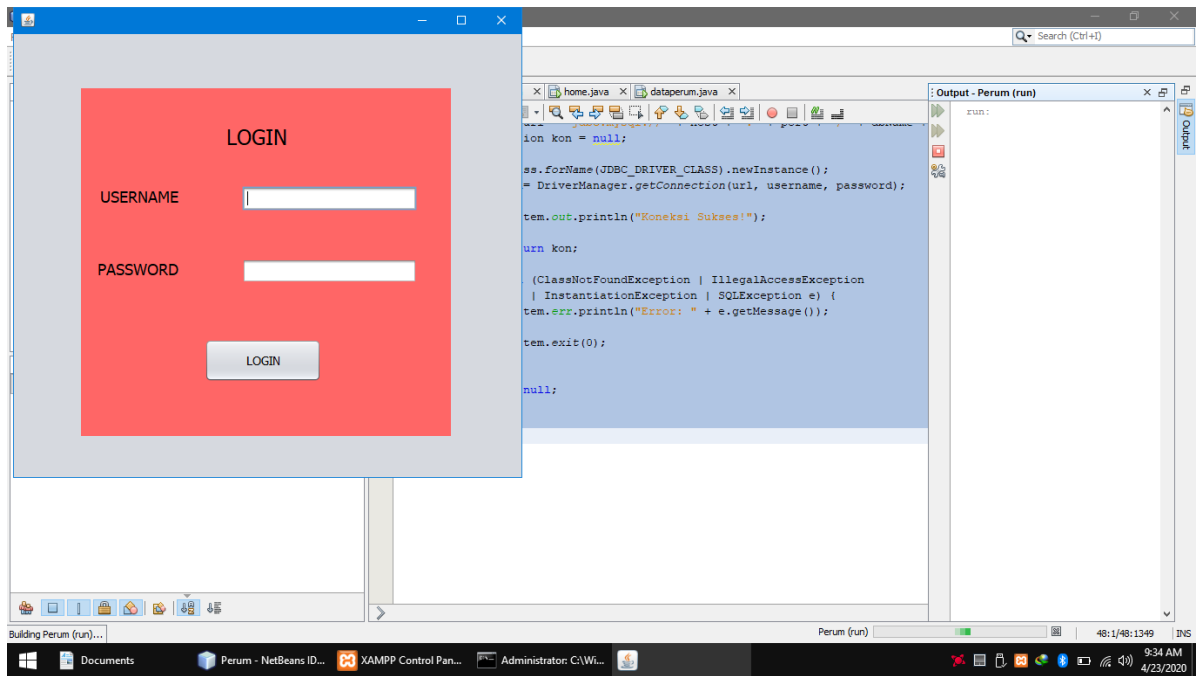 Search (Ctrl+I)
LOGIN
USERNAME
PASSWORD
LOGIN
home.java
dataperum.java
ion kon = null;
ss.forName(JDBC_DRIVER_CLASS).newInstance();
= DriverManager.getConnection(url, username, password);
tem.out.println("Koneksi Sukses!");
urn kon;
(ClassNotFoundException | IllegalAccessException
| InstantiationException | SQLException e) {
tem.err.println("Error: " + e.getMessage());
tem.exit(0);
null;
Output - Perum (run)
run:
Output
Building Perum (run)...
Perum (run)
48:1/48:1349
INS
Documents
Perum - NetBeans ID...
XAMPP Control Pan...
Administrator: C:\Wi...
9:34 AM
4/23/2020